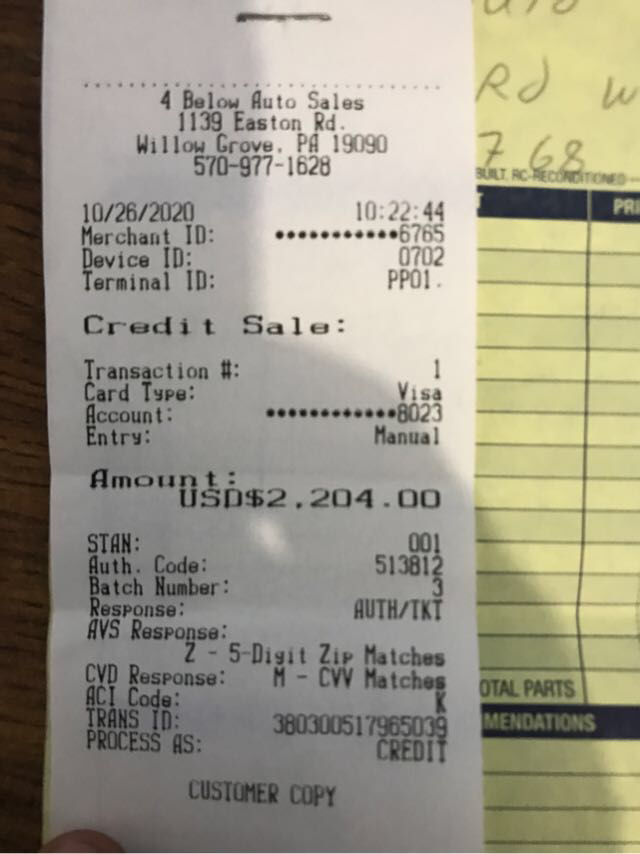 4 Below Auto Sales
1139 Easton Rd.
Willow Grove, PA 19090
570-977-1628
10/26/2020 10:22:44
Merchant ID: •••••••••••6765
Device ID: 0702
Terminal ID: PP01.
Credit Sale:
Transaction #: 1
Card Type: Visa
Account: ••••••••••••8023
Entry: Manual
Amount:
USD$2,204.00
STAN: 001
Auth. Code: 513812
Batch Number: 3
Response: AUTH/TKT
AVS Response:
Z - 5-Digit Zip Matches
CVD Response: M - CVV Matches
ACI Code: K
TRANS ID: 380300517965039
PROCESS AS: CREDIT
CUSTOMER COPY
Rd w
768
BUILT, RC-RECONDITIONED
PRI
OTAL PARTS
MENDATIONS